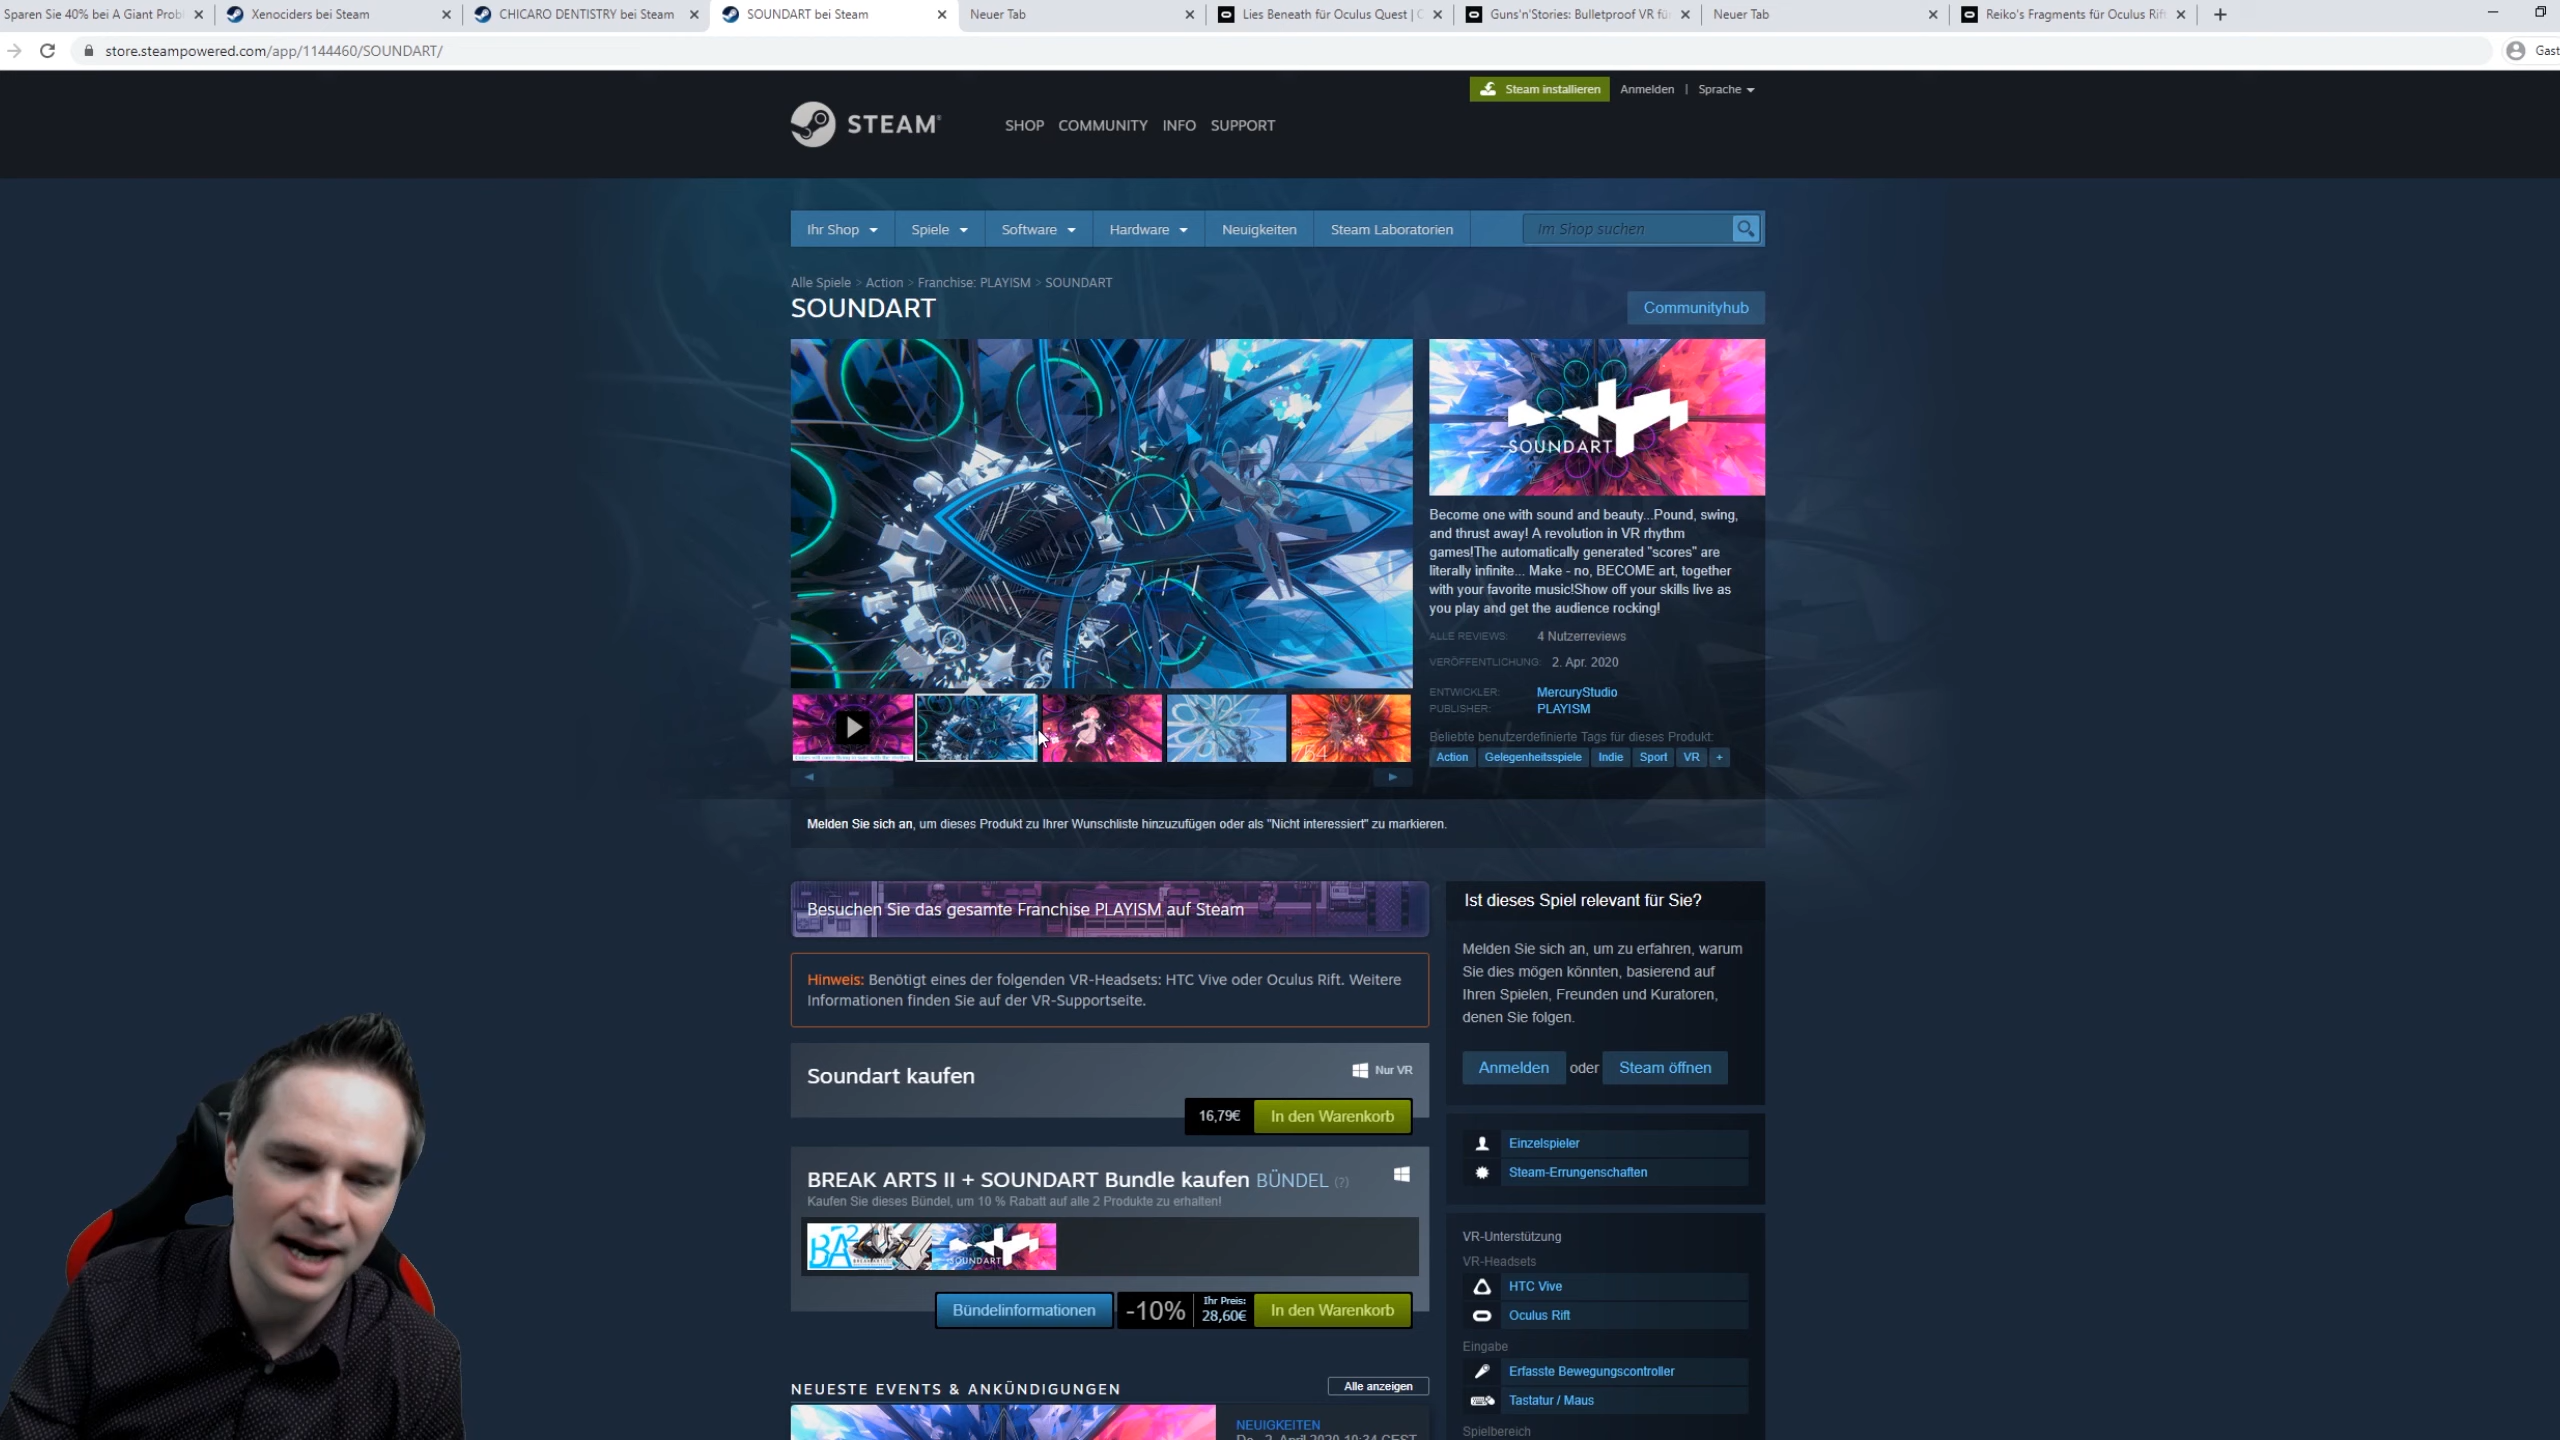 Sparen Sie 40% bei A Giant Prob
Xenociders bei Steam
CHICARO DENTISTRY bei Steam
SOUNDART bei Steam
Neuer Tab
Lies Beneath für Oculus Quest | O
Guns'n'Stories: Bulletproof VR für
Neuer Tab
Reiko's Fragments für Oculus Rift
store.steampowered.com/app/1144460/SOUNDART/
Gast
Steam installieren
Anmelden | Sprache
STEAM
SHOP COMMUNITY INFO SUPPORT
Ihr Shop Spiele Software Hardware Neuigkeiten Steam Laboratorien
Im Shop suchen
Alle Spiele > Action > Franchise: PLAYISM > SOUNDART
SOUNDART
Communityhub
SOUNDART
Become one with sound and beauty...Pound, swing,
and thrust away! A revolution in VR rhythm
games!The automatically generated "scores" are
literally infinite... Make - no, BECOME art, together
with your favorite music!Show off your skills live as
you play and get the audience rocking!
ALLE REVIEWS: 4 Nutzerreviews
VERÖFFENTLICHUNG: 2. Apr. 2020
ENTWICKLER: MercuryStudio
PUBLISHER: PLAYISM
Beliebte benutzerdefinierte Tags für dieses Produkt:
Action Gelegenheitsspiele Indie Sport VR +
Melden Sie sich an, um dieses Produkt zu Ihrer Wunschliste hinzuzufügen oder als "Nicht interessiert" zu markieren.
Besuchen Sie das gesamte Franchise PLAYISM auf Steam
Hinweis: Benötigt eines der folgenden VR-Headsets: HTC Vive oder Oculus Rift. Weitere
Informationen finden Sie auf der VR-Supportseite.
Soundart kaufen
Nur VR
16,79€ In den Warenkorb
BREAK ARTS II + SOUNDART Bundle kaufen BÜNDEL (?)
Kaufen Sie dieses Bündel, um 10 % Rabatt auf alle 2 Produkte zu erhalten!
BA2
SOUNDART
Bündelinformationen
-10%
Ihr Preis:
28,60€
In den Warenkorb
NEUESTE EVENTS & ANKÜNDIGUNGEN
Alle anzeigen
NEUIGKEITEN
Do., 2. April 2020 10:34 CEST
Ist dieses Spiel relevant für Sie?
Melden Sie sich an, um zu erfahren, warum
Sie dies mögen könnten, basierend auf
Ihren Spielen, Freunden und Kuratoren,
denen Sie folgen.
Anmelden oder Steam öffnen
Einzelspieler
Steam-Errungenschaften
VR-Unterstützung
VR-Headsets
HTC Vive
Oculus Rift
Eingabe
Erfasste Bewegungscontroller
Tastatur / Maus
Spielbereich